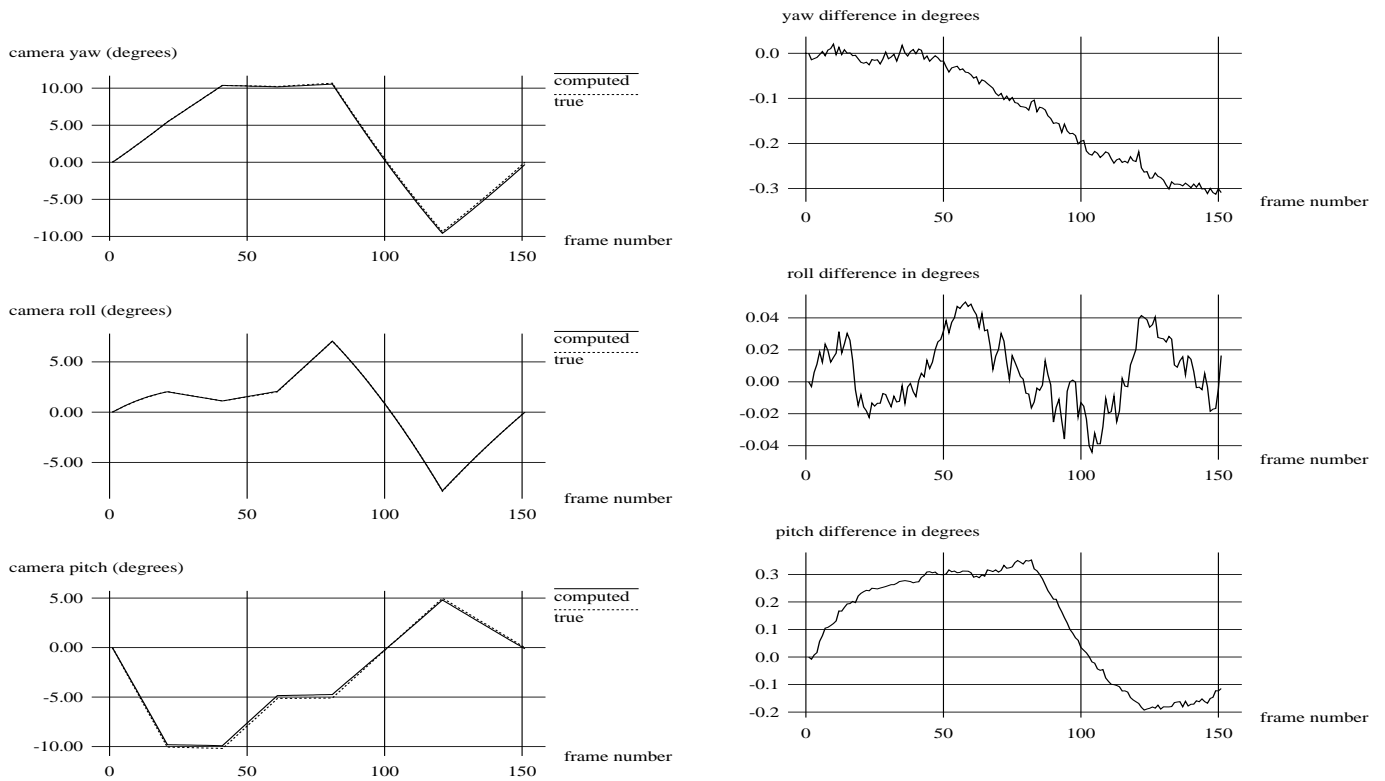 camera yaw (degrees)
computed
true
10.00
5.00
0.00
-5.00
-10.00
frame number
0 50 100 150
camera roll (degrees)
computed
true
5.00
0.00
-5.00
frame number
0 50 100 150
camera pitch (degrees)
computed
true
5.00
0.00
-5.00
-10.00
frame number
0 50 100 150
yaw difference in degrees
0.0
-0.1
-0.2
-0.3
frame number
0 50 100 150
roll difference in degrees
0.04
0.02
0.00
-0.02
-0.04
frame number
0 50 100 150
pitch difference in degrees
0.3
0.2
0.1
0.0
-0.1
-0.2
frame number
0 50 100 150